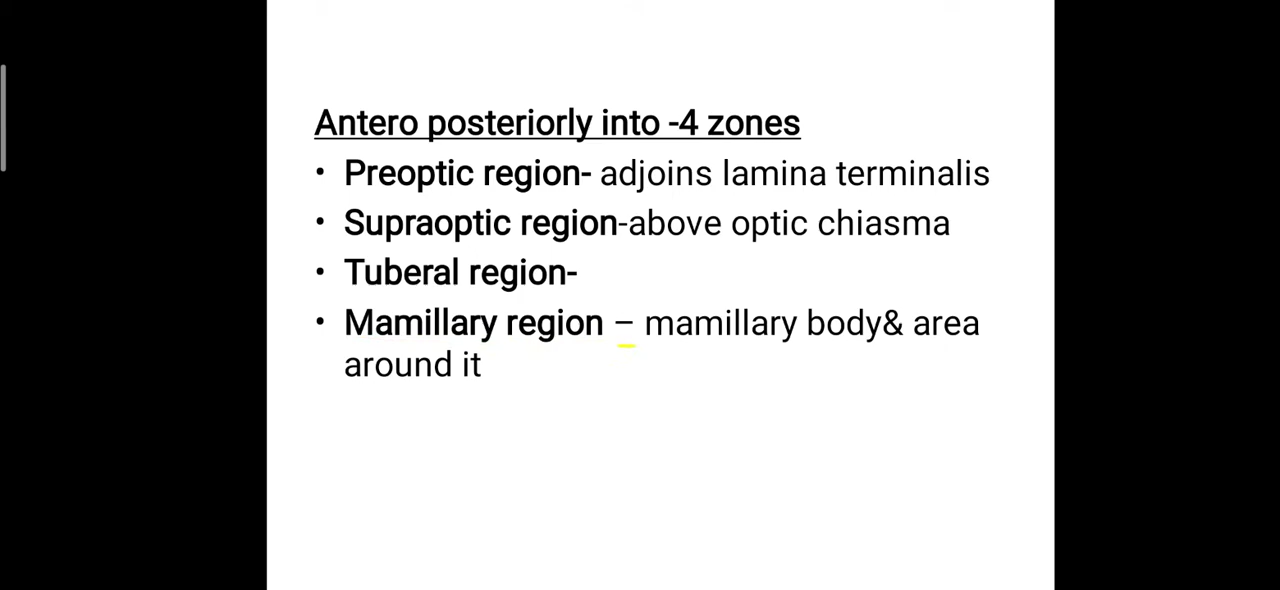 Antero posteriorly into -4 zones
• Preoptic region- adjoins lamina terminalis
• Supraoptic region-above optic chiasma
• Tuberal region-
• Mamillary region – mamillary body& area
around it